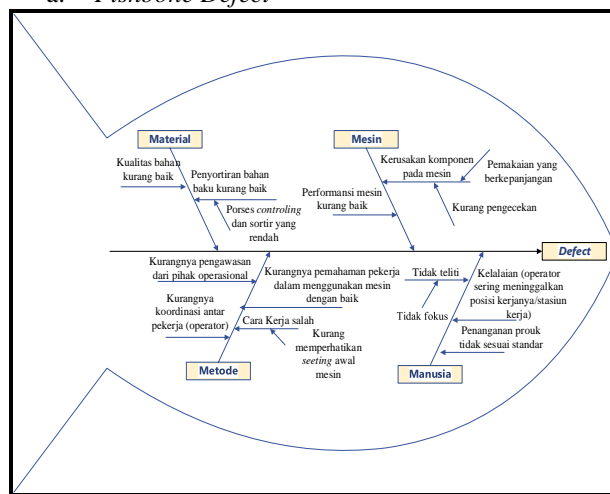 a. Fishbone Defect
Material
Mesin
Kualitas bahan
kurang baik
Penyortiran bahan
baku kurang baik
Porses controling
dan sortir yang
rendah
Kerusakan komponen
pada mesin
Pemakaian yang
berkepanjangan
Performansi mesin
kurang baik
Kurang pengecekan
Defect
Kurangnya pengawasan
dari pihak operasional
Kurangnya pemahaman pekerja
dalam menggunakan mesin
dengan baik
Kurangnya
koordinasi antar
pekerja (operator)
Cara Kerja salah
Kurang
memperhatikan
seeting awal
mesin
Metode
Tidak teliti
Tidak fokus
Kelalaian (operator
sering meninggalkan
posisi kerjanya/stasiun
kerja)
Penanganan prouk
tidak sesuai standar
Manusia